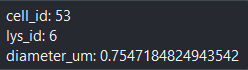 cell_id: 53
lys_id: 6
diameter_um: 0.7547184824943542